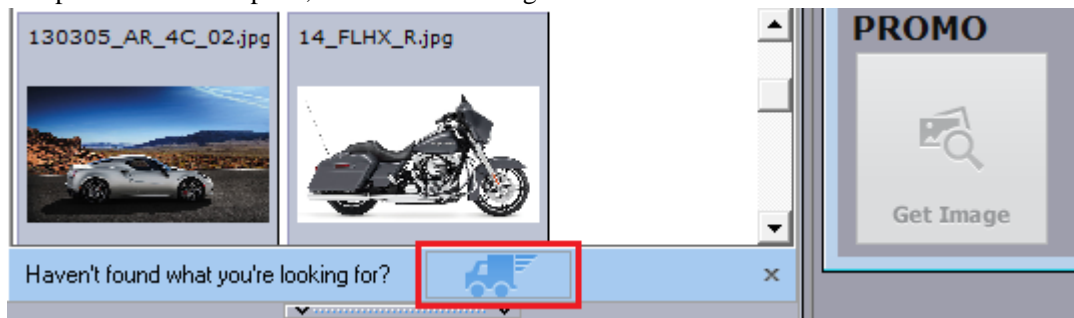 130305_AR_4C_02.jpg
14_FLHX_R.jpg
PROMO
Get Image
Haven't found what you're looking for?